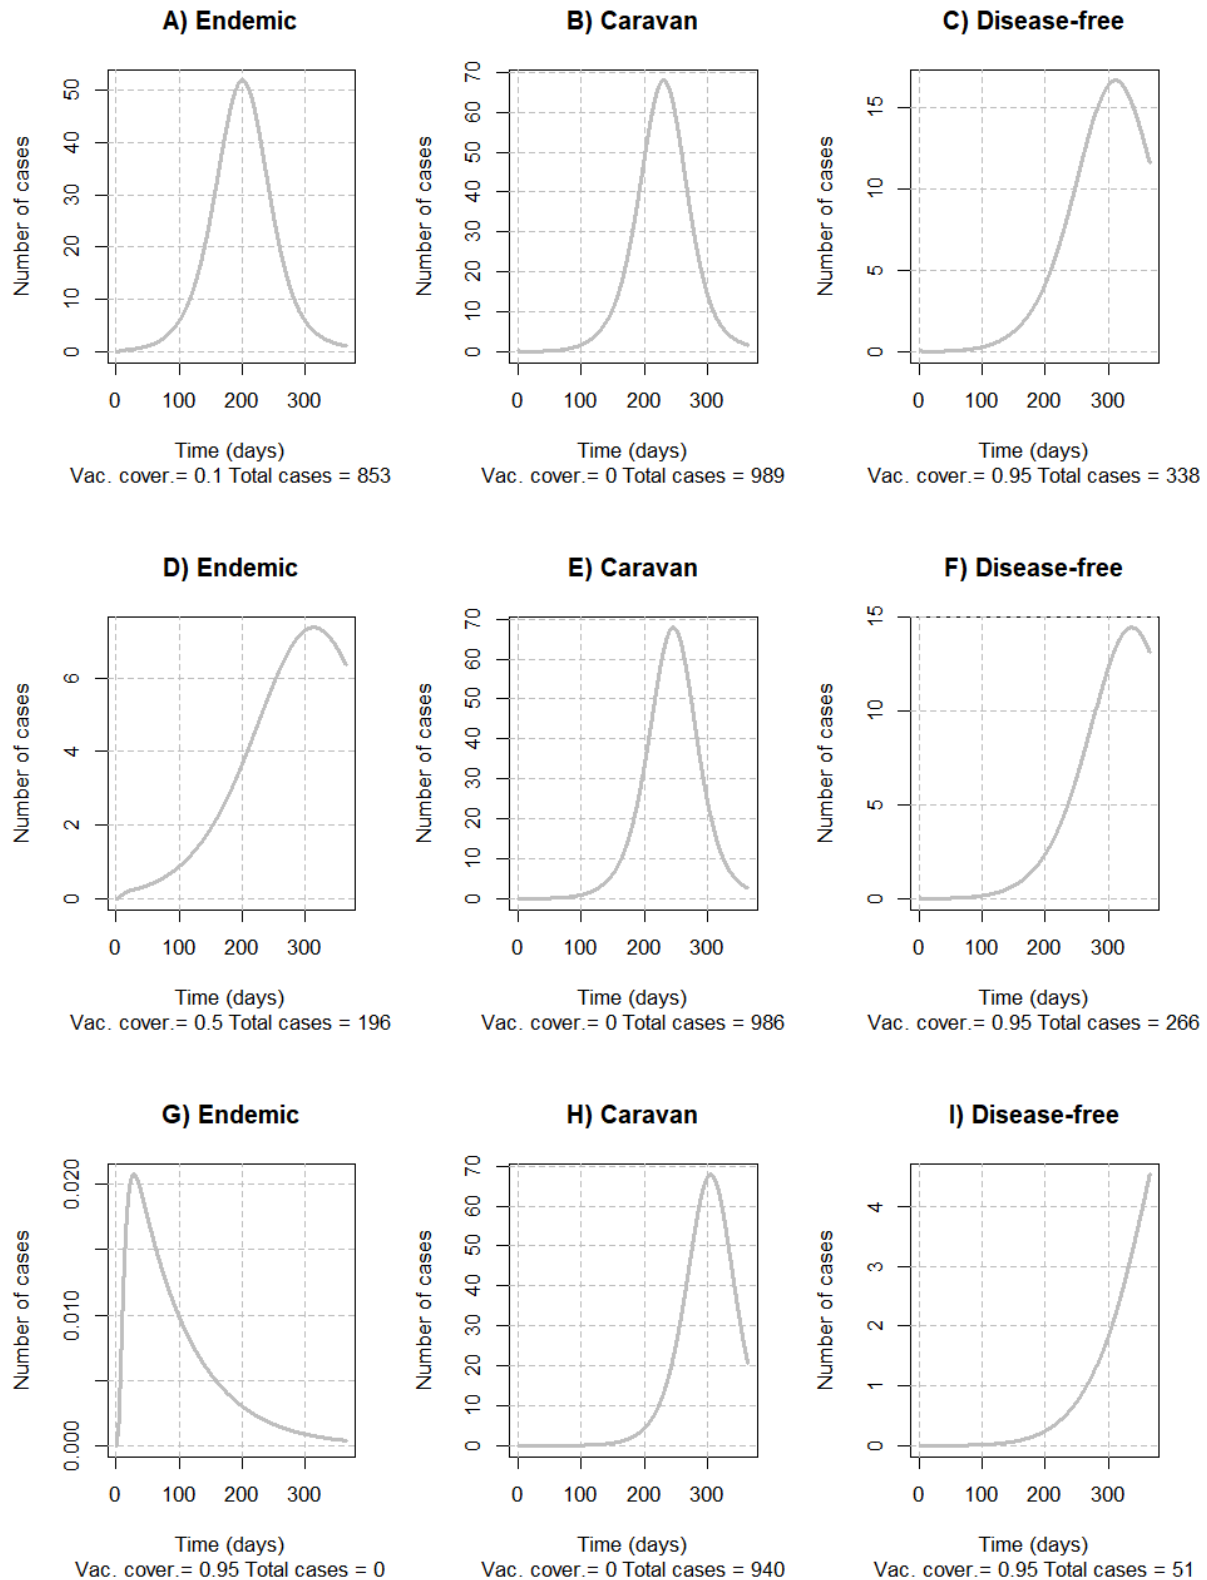 A) Endemic
Number of cases
50
40
30
20
10
0
0 100 200 300
Time (days)
Vac. cover.= 0.1 Total cases = 853
B) Caravan
Number of cases
70
60
50
40
30
20
10
0
0 100 200 300
Time (days)
Vac. cover.= 0 Total cases = 989
C) Disease-free
Number of cases
15
10
5
0
0 100 200 300
Time (days)
Vac. cover.= 0.95 Total cases = 338
D) Endemic
Number of cases
6
4
2
0
0 100 200 300
Time (days)
Vac. cover.= 0.5 Total cases = 196
E) Caravan
Number of cases
70
60
50
40
30
20
10
0
0 100 200 300
Time (days)
Vac. cover.= 0 Total cases = 986
F) Disease-free
Number of cases
15
10
5
0
0 100 200 300
Time (days)
Vac. cover.= 0.95 Total cases = 266
G) Endemic
Number of cases
0.020
0.010
0.000
0 100 200 300
Time (days)
Vac. cover.= 0.95 Total cases = 0
H) Caravan
Number of cases
70
60
50
40
30
20
10
0
0 100 200 300
Time (days)
Vac. cover.= 0 Total cases = 940
I) Disease-free
Number of cases
4
3
2
1
0
0 100 200 300
Time (days)
Vac. cover.= 0.95 Total cases = 51